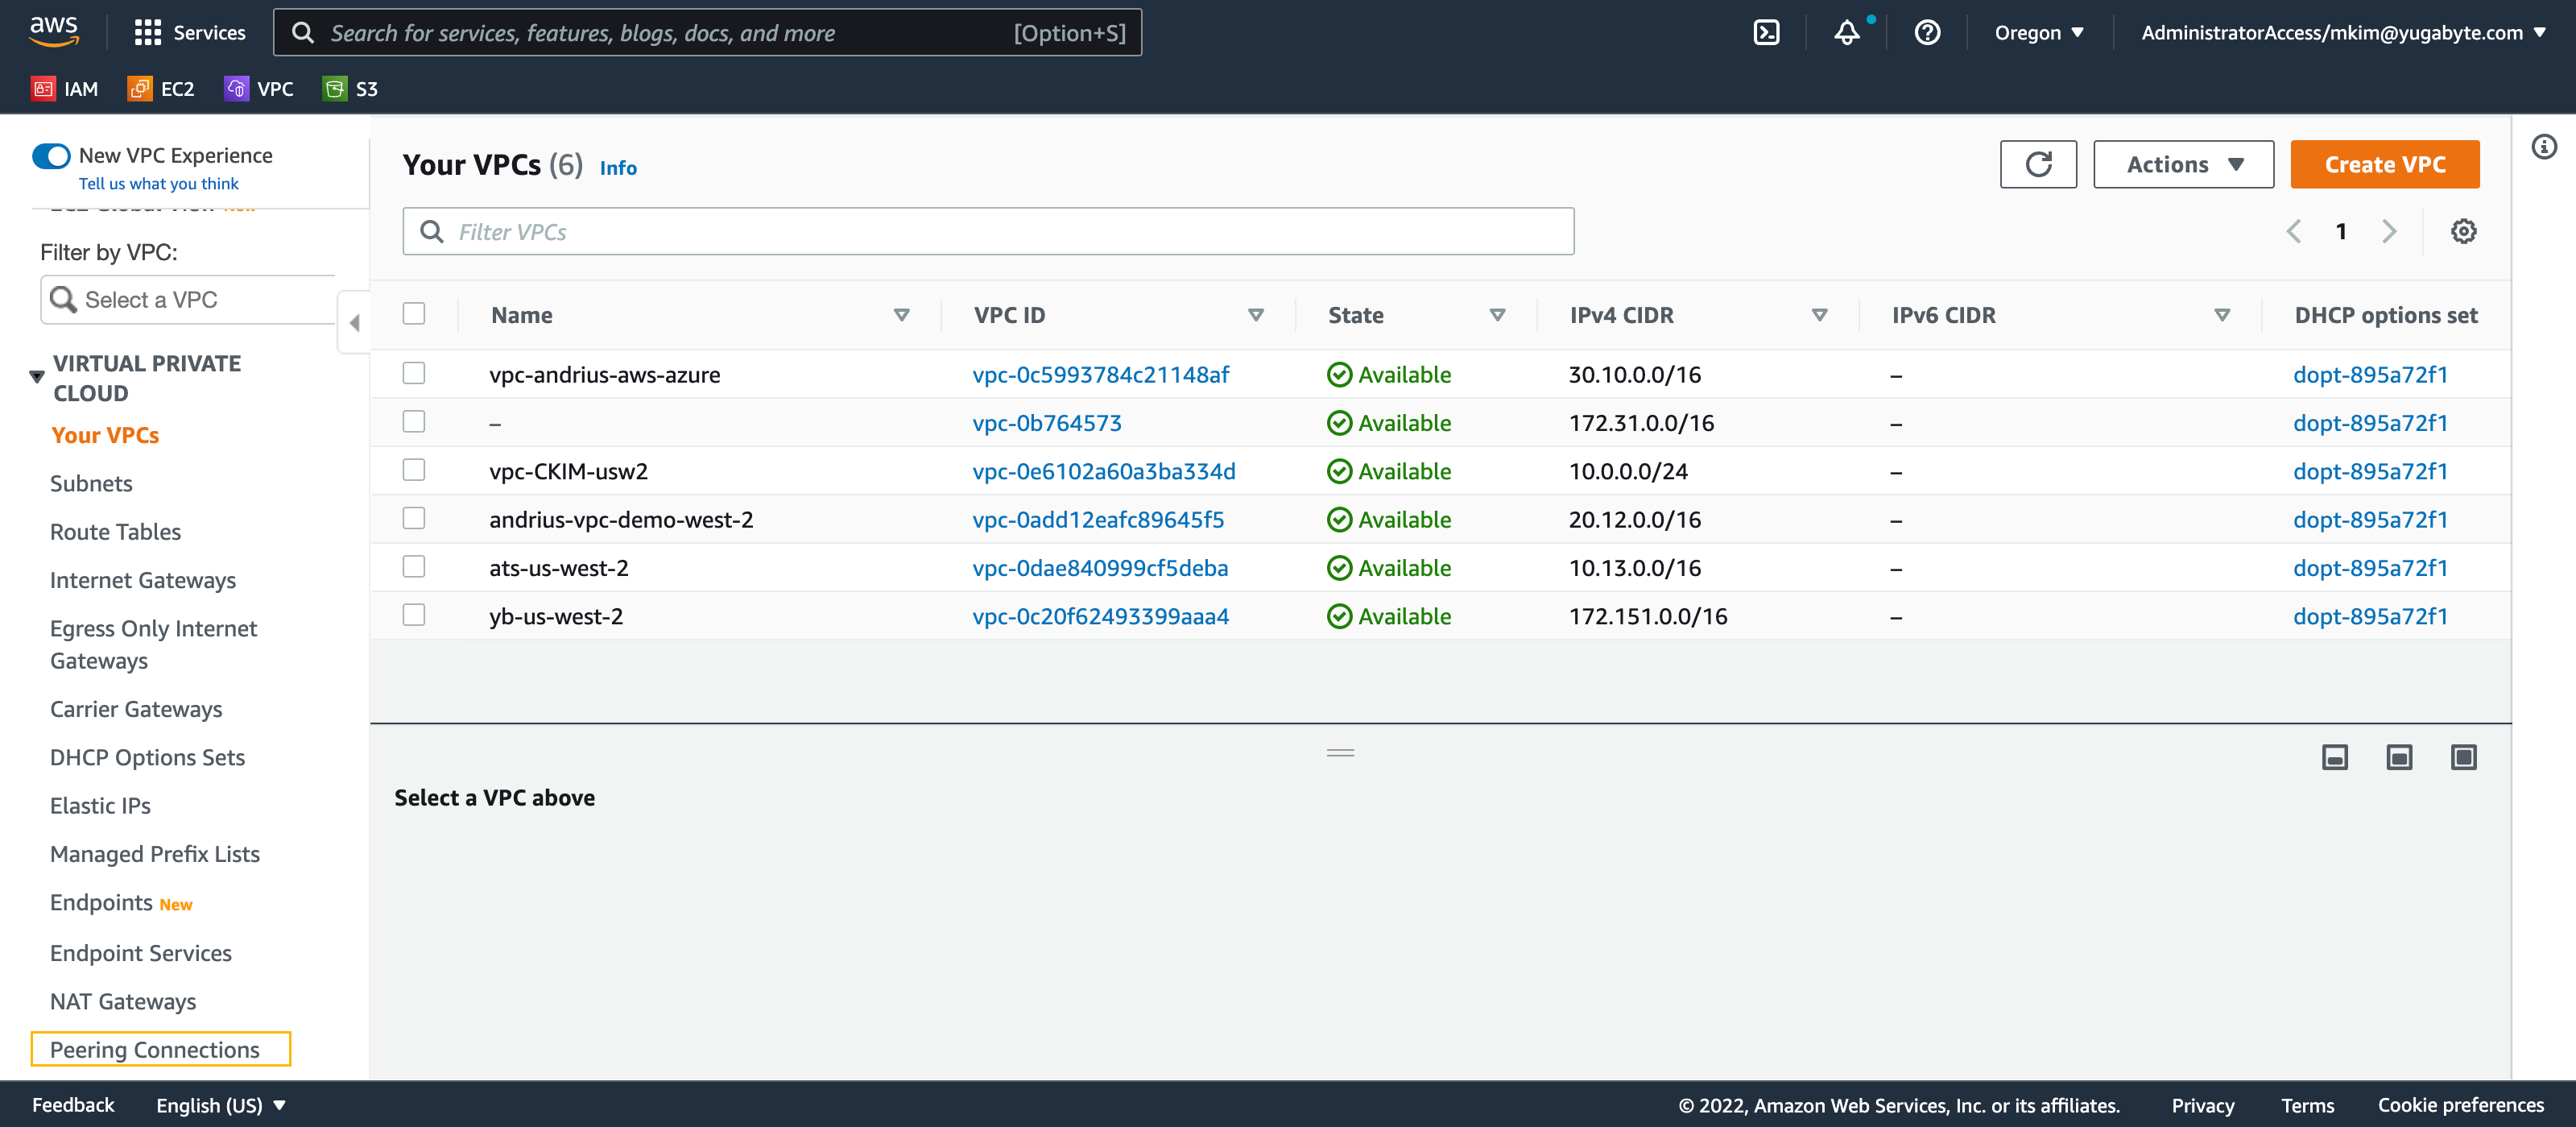 aws
Services
Search for services, features, blogs, docs, and more
[Option+S]
Oregon
AdministratorAccess/mkim@yugabyte.com
IAM
EC2
VPC
S3
New VPC Experience
Tell us what you think
EC2 Global View New
Filter by VPC:
Select a VPC
VIRTUAL PRIVATE
CLOUD
Your VPCs
Subnets
Route Tables
Internet Gateways
Egress Only Internet
Gateways
Carrier Gateways
DHCP Options Sets
Elastic IPs
Managed Prefix Lists
Endpoints New
Endpoint Services
NAT Gateways
Peering Connections
Your VPCs (6) Info
Actions
Create VPC
Filter VPCs
1
Name VPC ID State IPv4 CIDR IPv6 CIDR DHCP options set
vpc-andrius-aws-azure vpc-0c5993784c21148af Available 30.10.0.0/16 – dopt-895a72f1
– vpc-0b764573 Available 172.31.0.0/16 – dopt-895a72f1
vpc-CKIM-usw2 vpc-0e6102a60a3ba334d Available 10.0.0.0/24 – dopt-895a72f1
andrius-vpc-demo-west-2 vpc-0add12eafc89645f5 Available 20.12.0.0/16 – dopt-895a72f1
ats-us-west-2 vpc-0dae840999cf5deba Available 10.13.0.0/16 – dopt-895a72f1
yb-us-west-2 vpc-0c20f62493399aaa4 Available 172.151.0.0/16 – dopt-895a72f1
Select a VPC above
Feedback
English (US)
© 2022, Amazon Web Services, Inc. or its affiliates.
Privacy
Terms
Cookie preferences